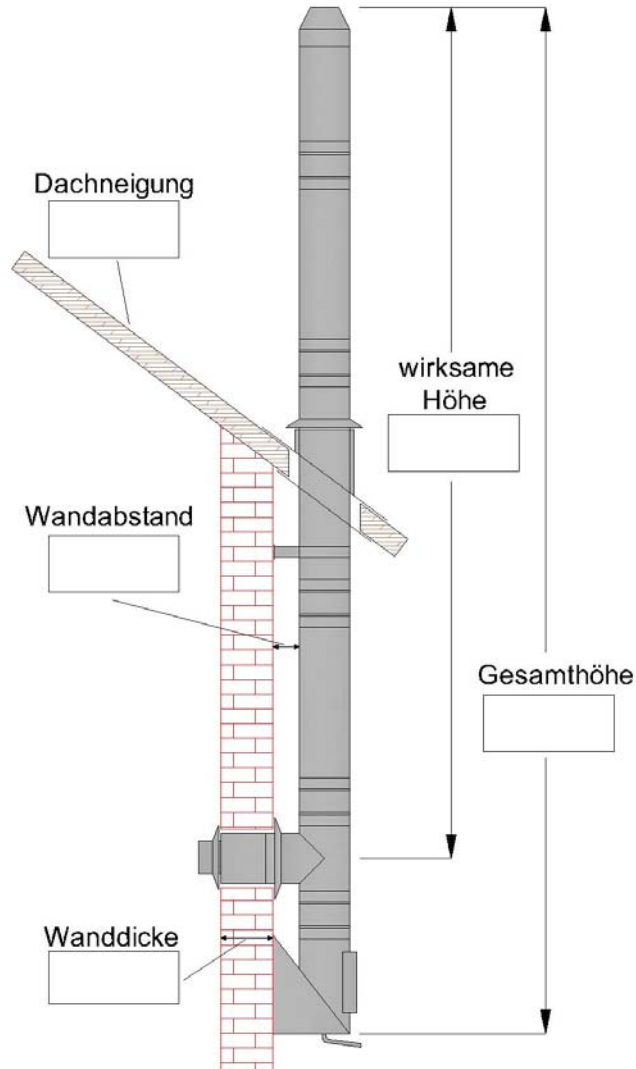 Dachneigung
wirksame
Höhe
Wandabstand
Gesamthöhe
Wanddicke